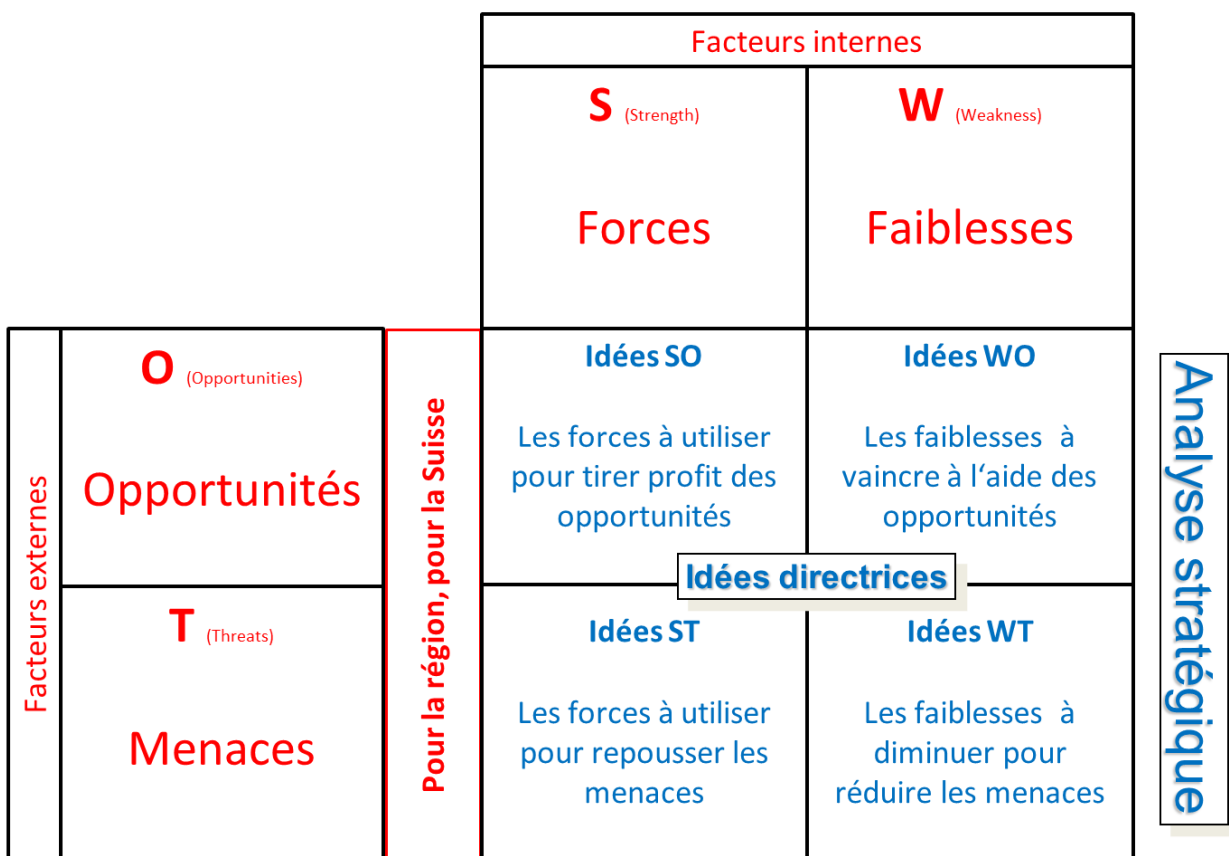 Facteurs internes
S (Strength)
W (Weakness)
Forces
Faiblesses
Facteurs externes
O (Opportunities)
Opportunités
T (Threats)
Menaces
Pour la région, pour la Suisse
Idées SO
Les forces à utiliser
pour tirer profit des
opportunités
Idées WO
Les faiblesses à
vaincre à l‘aide des
opportunités
Idées directrices
Idées ST
Les forces à utiliser
pour repousser les
menaces
Idées WT
Les faiblesses à
diminuer pour
réduire les menaces
Analyse stratégique